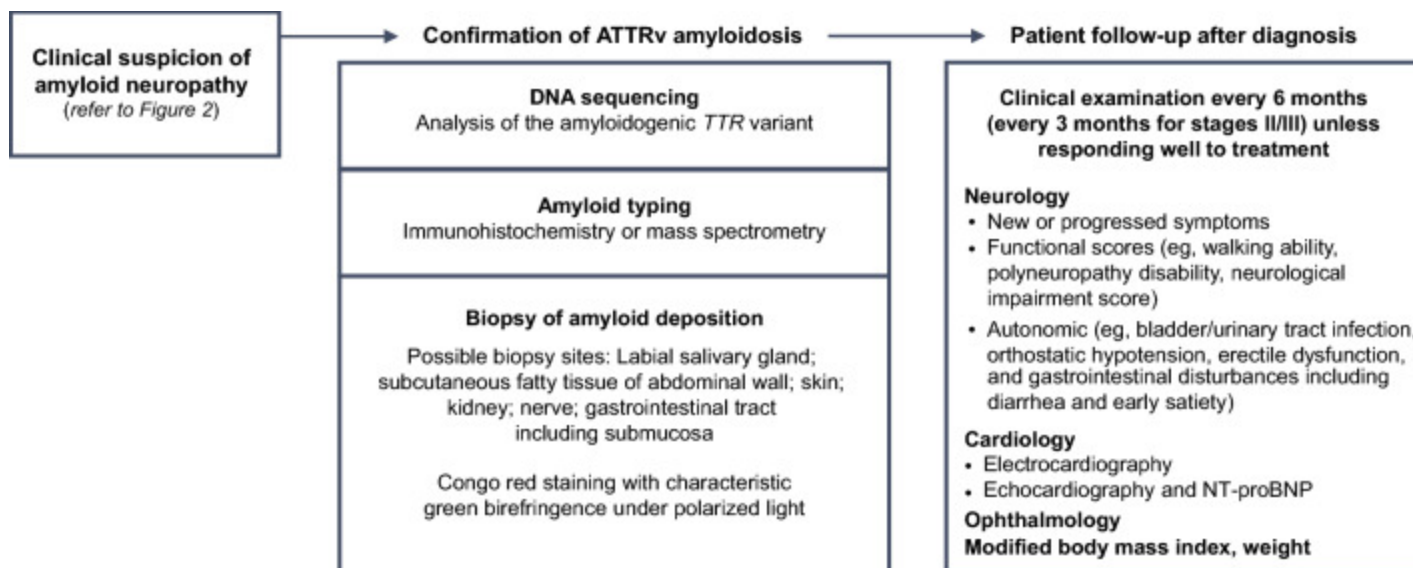 Clinical suspicion of
amyloid neuropathy
(refer to Figure 2)
Confirmation of ATTRv amyloidosis
DNA sequencing
Analysis of the amyloidogenic TTR variant
Amyloid typing
Immunohistochemistry or mass spectrometry
Biopsy of amyloid deposition
Possible biopsy sites: Labial salivary gland;
subcutaneous fatty tissue of abdominal wall; skin;
kidney; nerve; gastrointestinal tract
including submucosa
Congo red staining with characteristic
green birefringence under polarized light
Patient follow-up after diagnosis
Clinical examination every 6 months
(every 3 months for stages II/III) unless
responding well to treatment
Neurology
• New or progressed symptoms
• Functional scores (eg, walking ability,
polyneuropathy disability, neurological
impairment score)
• Autonomic (eg, bladder/urinary tract infection,
orthostatic hypotension, erectile dysfunction,
and gastrointestinal disturbances including
diarrhea and early satiety)
Cardiology
• Electrocardiography
• Echocardiography and NT-proBNP
Ophthalmology
Modified body mass index, weight